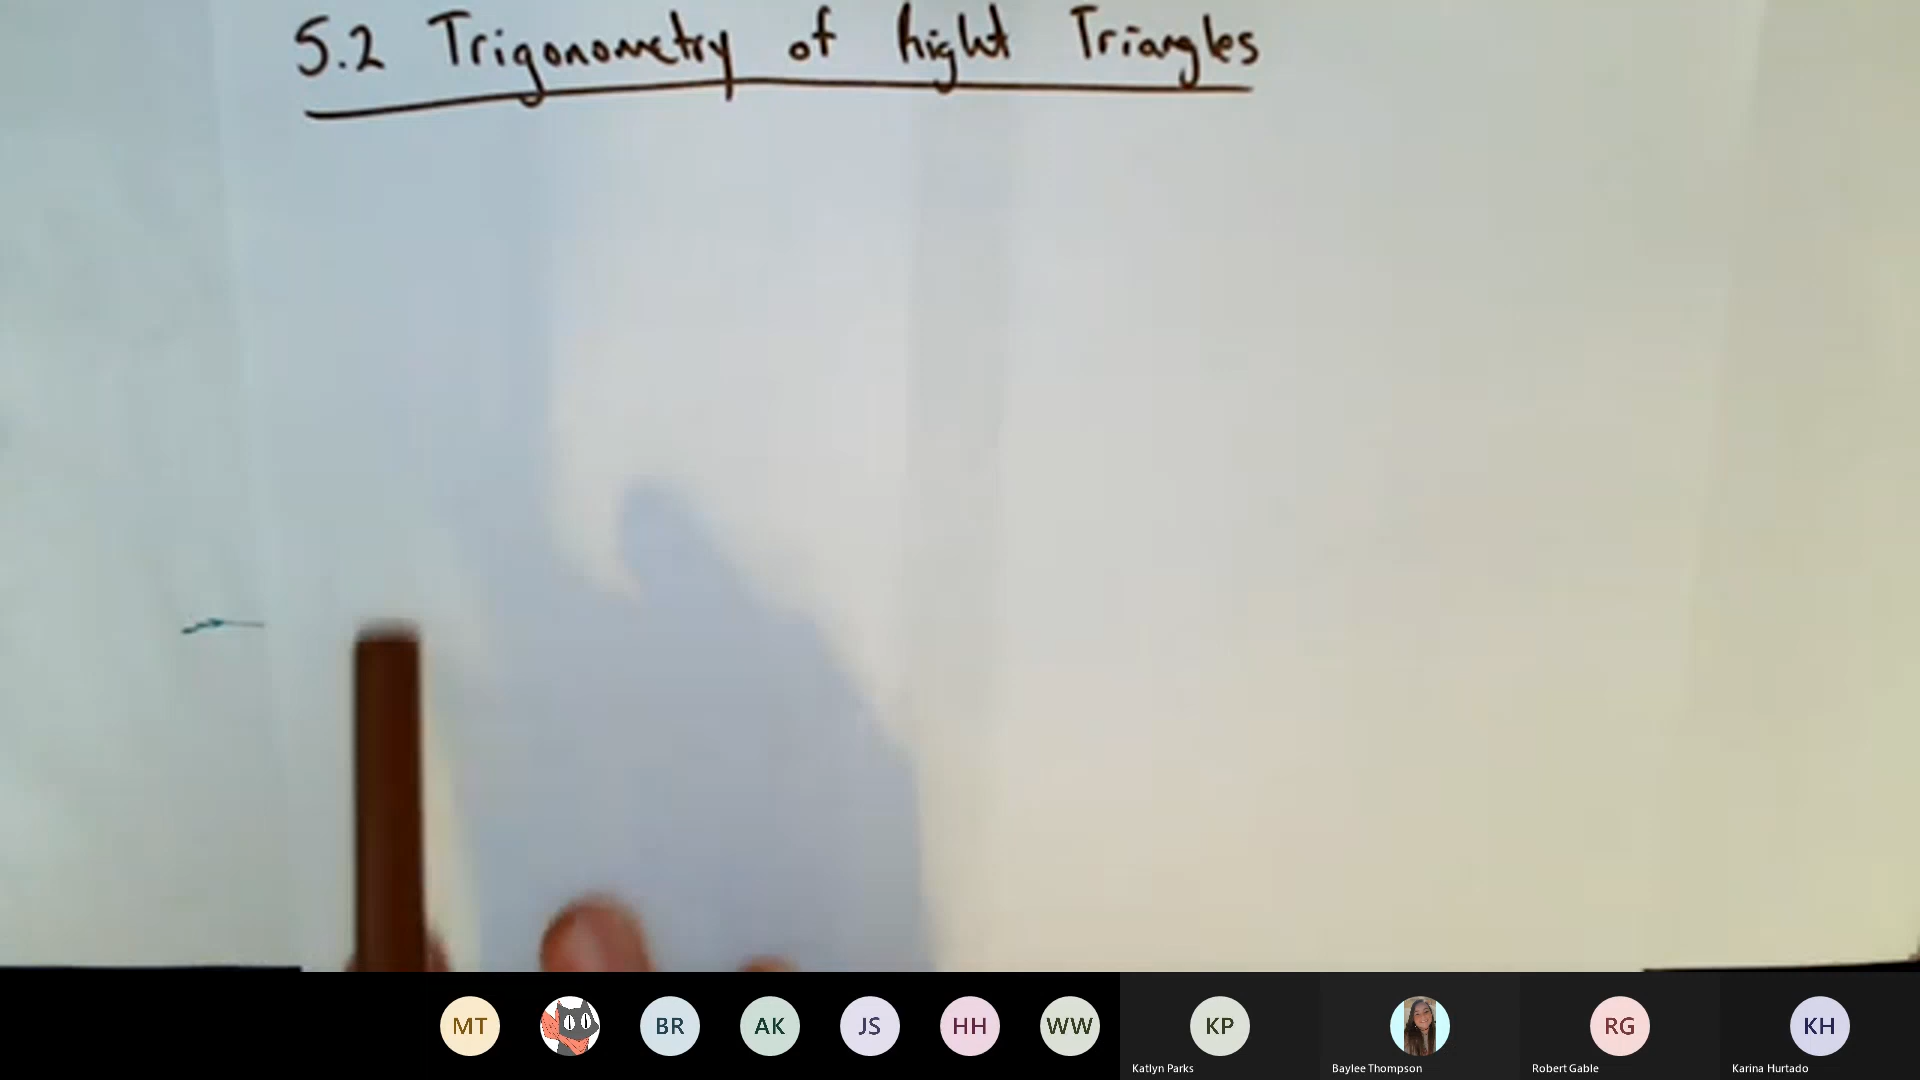 5.2 Trigonometry of Right Triangles
MT
BR
AK
JS
HH
WW
KP
RG
KH
Katlyn Parks
Baylee Thompson
Robert Gable
Karina Hurtado